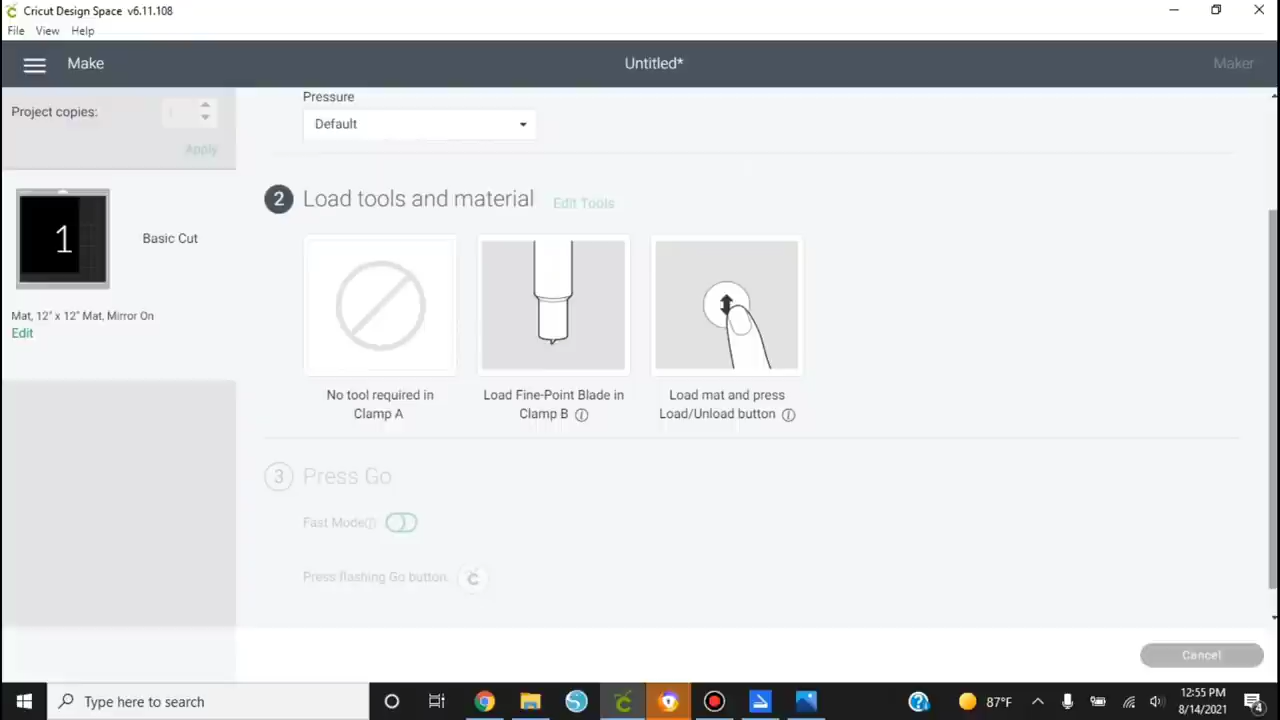 Cricut Design Space v6.11.108
File View Help
Make
Untitled*
Maker
Project copies:
1
Apply
1
Basic Cut
Mat, 12" x 12" Mat, Mirror On
Edit
Pressure
Default
2 Load tools and material Edit Tools
No tool required in
Clamp A
Load Fine-Point Blade in
Clamp B
Load mat and press
Load/Unload button
3 Press Go
Fast Mode
Press flashing Go button.
Cancel
Type here to search
87°F
12:55 PM
8/14/2021
4